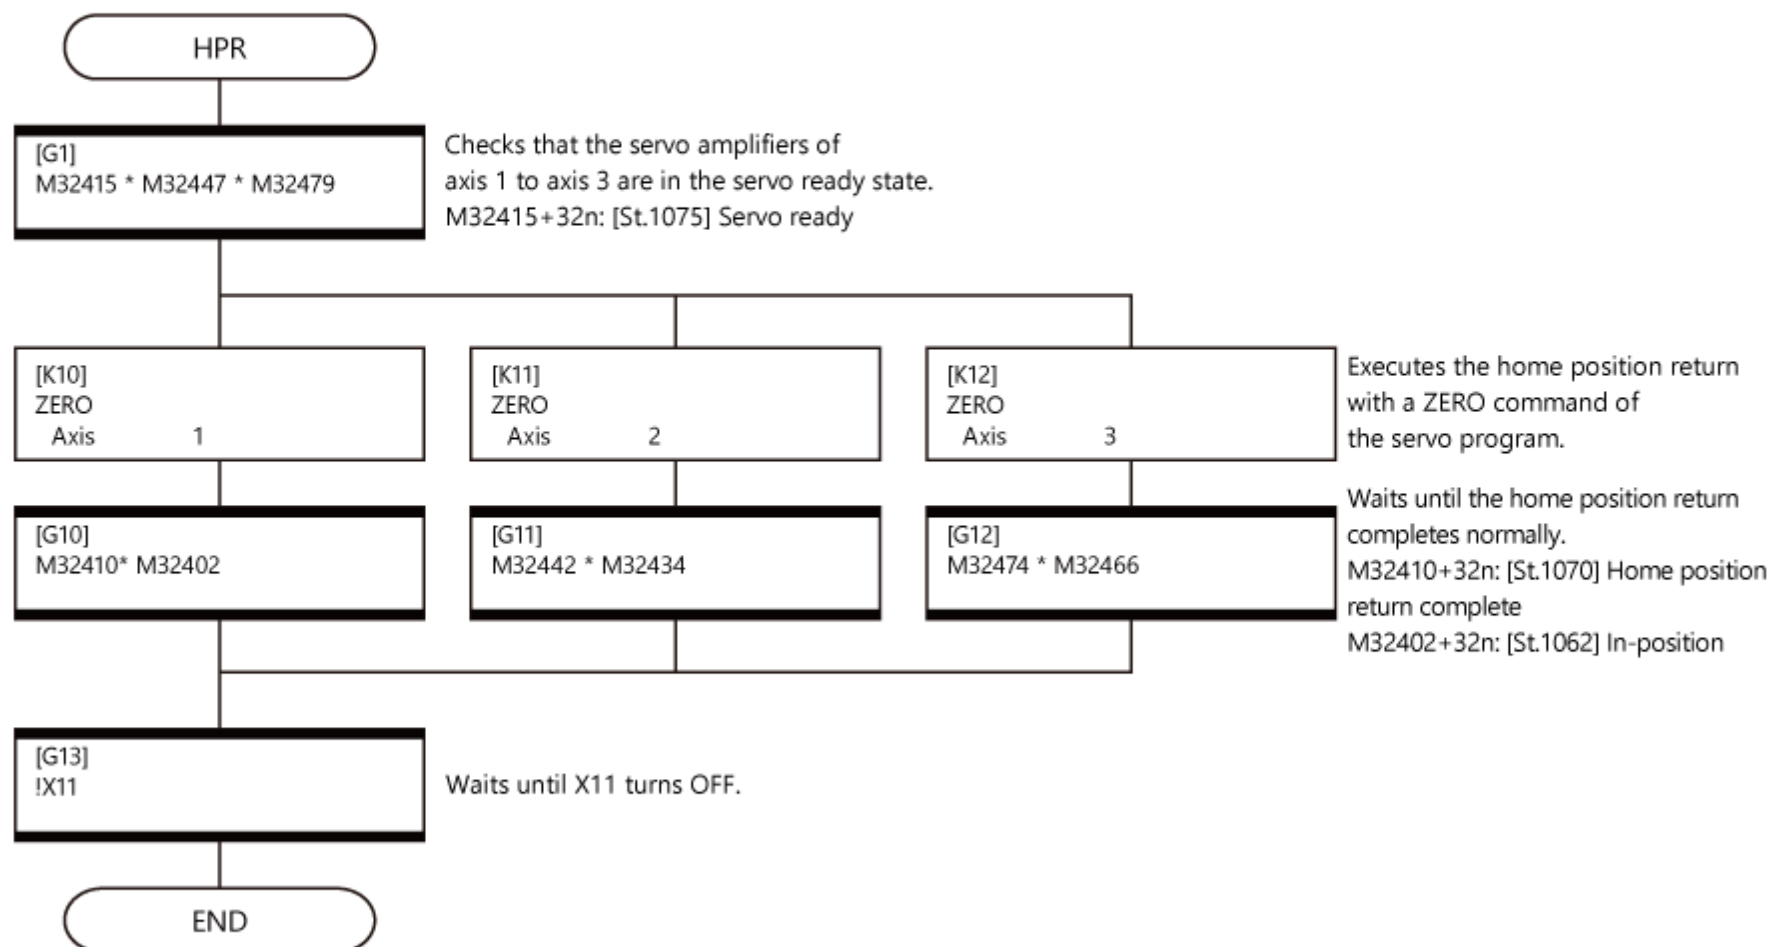 HPR
[G1]
M32415 * M32447 * M32479
Checks that the servo amplifiers of
axis 1 to axis 3 are in the servo ready state.
M32415+32n: [St.1075] Servo ready
[K10]
ZERO
Axis 1
[K11]
ZERO
Axis 2
[K12]
ZERO
Axis 3
Executes the home position return
with a ZERO command of
the servo program.
[G10]
M32410* M32402
[G11]
M32442 * M32434
[G12]
M32474 * M32466
Waits until the home position return
completes normally.
M32410+32n: [St.1070] Home position
return complete
M32402+32n: [St.1062] In-position
[G13]
!X11
Waits until X11 turns OFF.
END